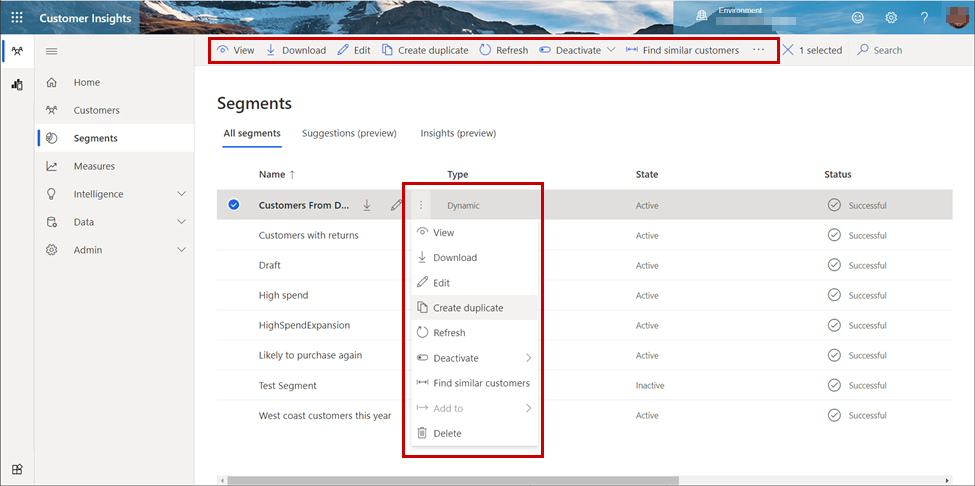 Customer Insights
Environment
View Download Edit Create duplicate Refresh Deactivate Find similar customers ··· 1 selected Search
Home
Customers
Segments
Measures
Intelligence
Data
Admin
Segments
All segments Suggestions (preview) Insights (preview)
Name ↑ Type State Status
Customers From D... Dynamic Active Successful
Customers with returns Active Successful
Draft Active Successful
High spend Active Successful
HighSpendExpansion Active Successful
Likely to purchase again Active Successful
Test Segment Inactive Successful
West coast customers this year Active Successful
View
Download
Edit
Create duplicate
Refresh
Deactivate
Find similar customers
Add to
Delete